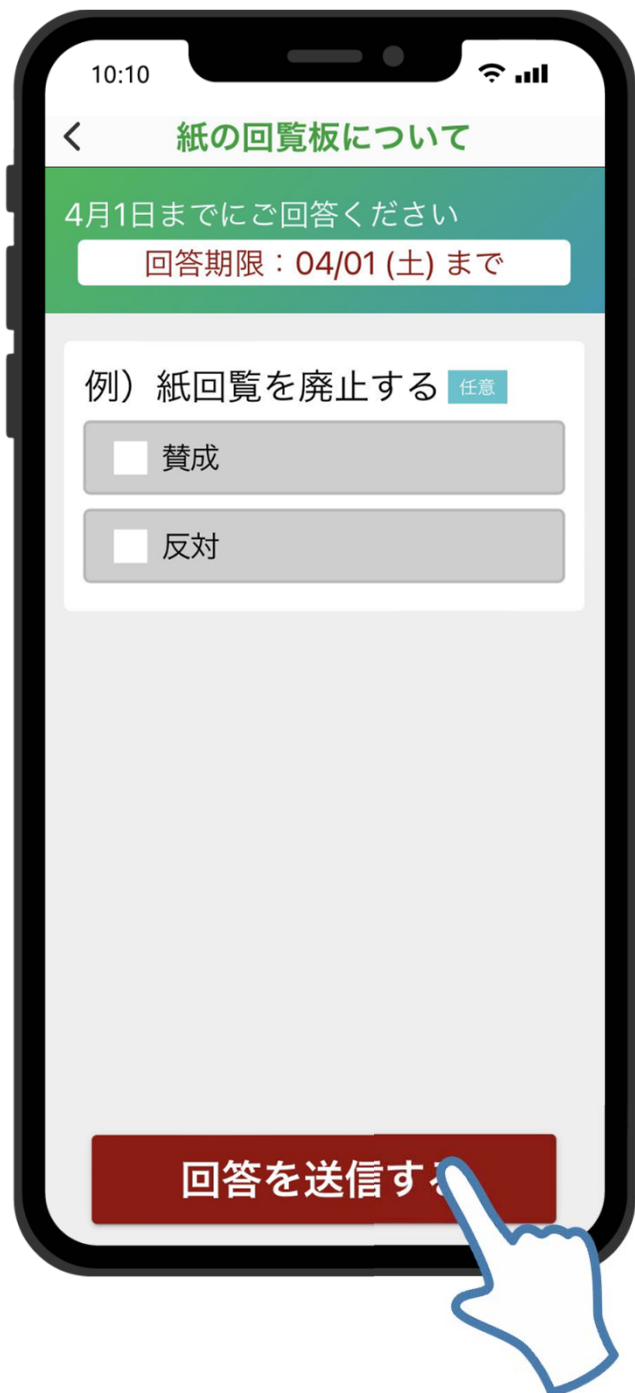 10:10
紙の回覧板について
4月1日までにご回答ください
回答期限：04/01 (土) まで
例）紙回覧を廃止する 任意
賛成
反対
回答を送信す